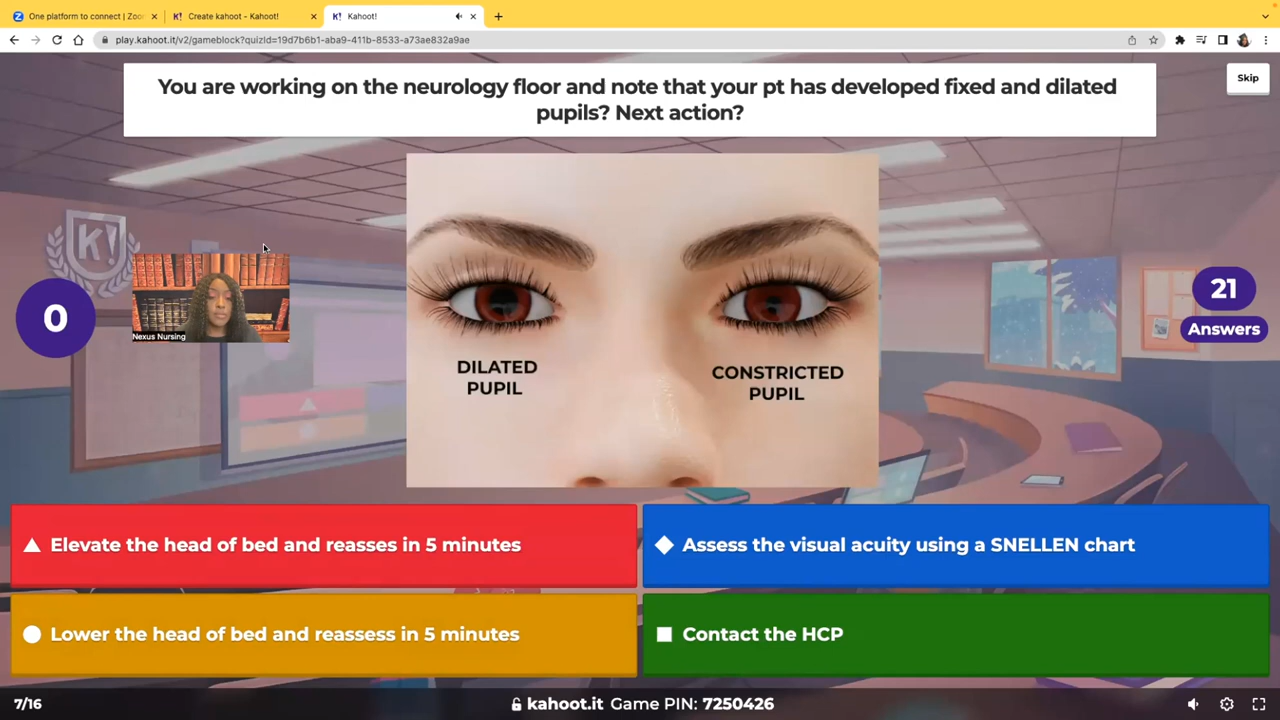 One platform to connect | Zoo
Create kahoot - Kahoot!
Kahoot!
play.kahoot.it/v2/gameblock?quizId=19d7b6b1-aba9-411b-8533-a73ae832a9ae
You are working on the neurology floor and note that your pt has developed fixed and dilated
pupils? Next action?
Skip
K!
0
Nexus Nursing
21
Answers
DILATED
PUPIL
CONSTRICTED
PUPIL
Elevate the head of bed and reasses in 5 minutes
Assess the visual acuity using a SNELLEN chart
Lower the head of bed and reassess in 5 minutes
Contact the HCP
7/16
kahoot.it Game PIN: 7250426